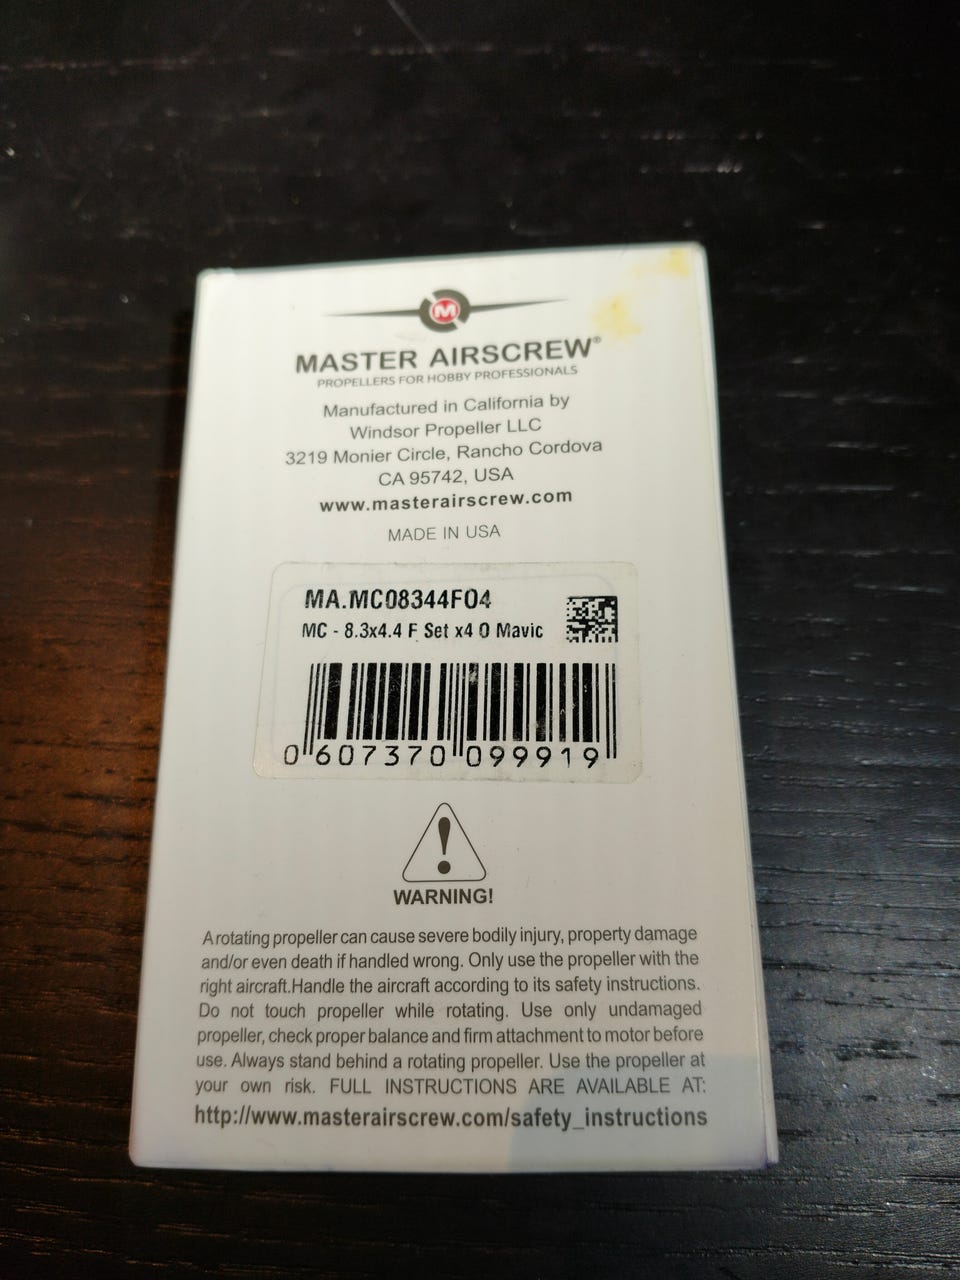 M
MASTER AIRSCREW®
PROPELLERS FOR HOBBY PROFESSIONALS
Manufactured in California by
Windsor Propeller LLC
3219 Monier Circle, Rancho Cordova
CA 95742, USA
www.masterairscrew.com
MADE IN USA
MA.MC08344FO4
MC - 8.3x4.4 F Set x4 O Mavic
0 607370 099919
WARNING!
A rotating propeller can cause severe bodily injury, property damage
and/or even death if handled wrong. Only use the propeller with the
right aircraft.Handle the aircraft according to its safety instructions.
Do not touch propeller while rotating. Use only undamaged
propeller, check proper balance and firm attachment to motor before
use. Always stand behind a rotating propeller. Use the propeller at
your own risk. FULL INSTRUCTIONS ARE AVAILABLE AT:
http://www.masterairscrew.com/safety_instructions